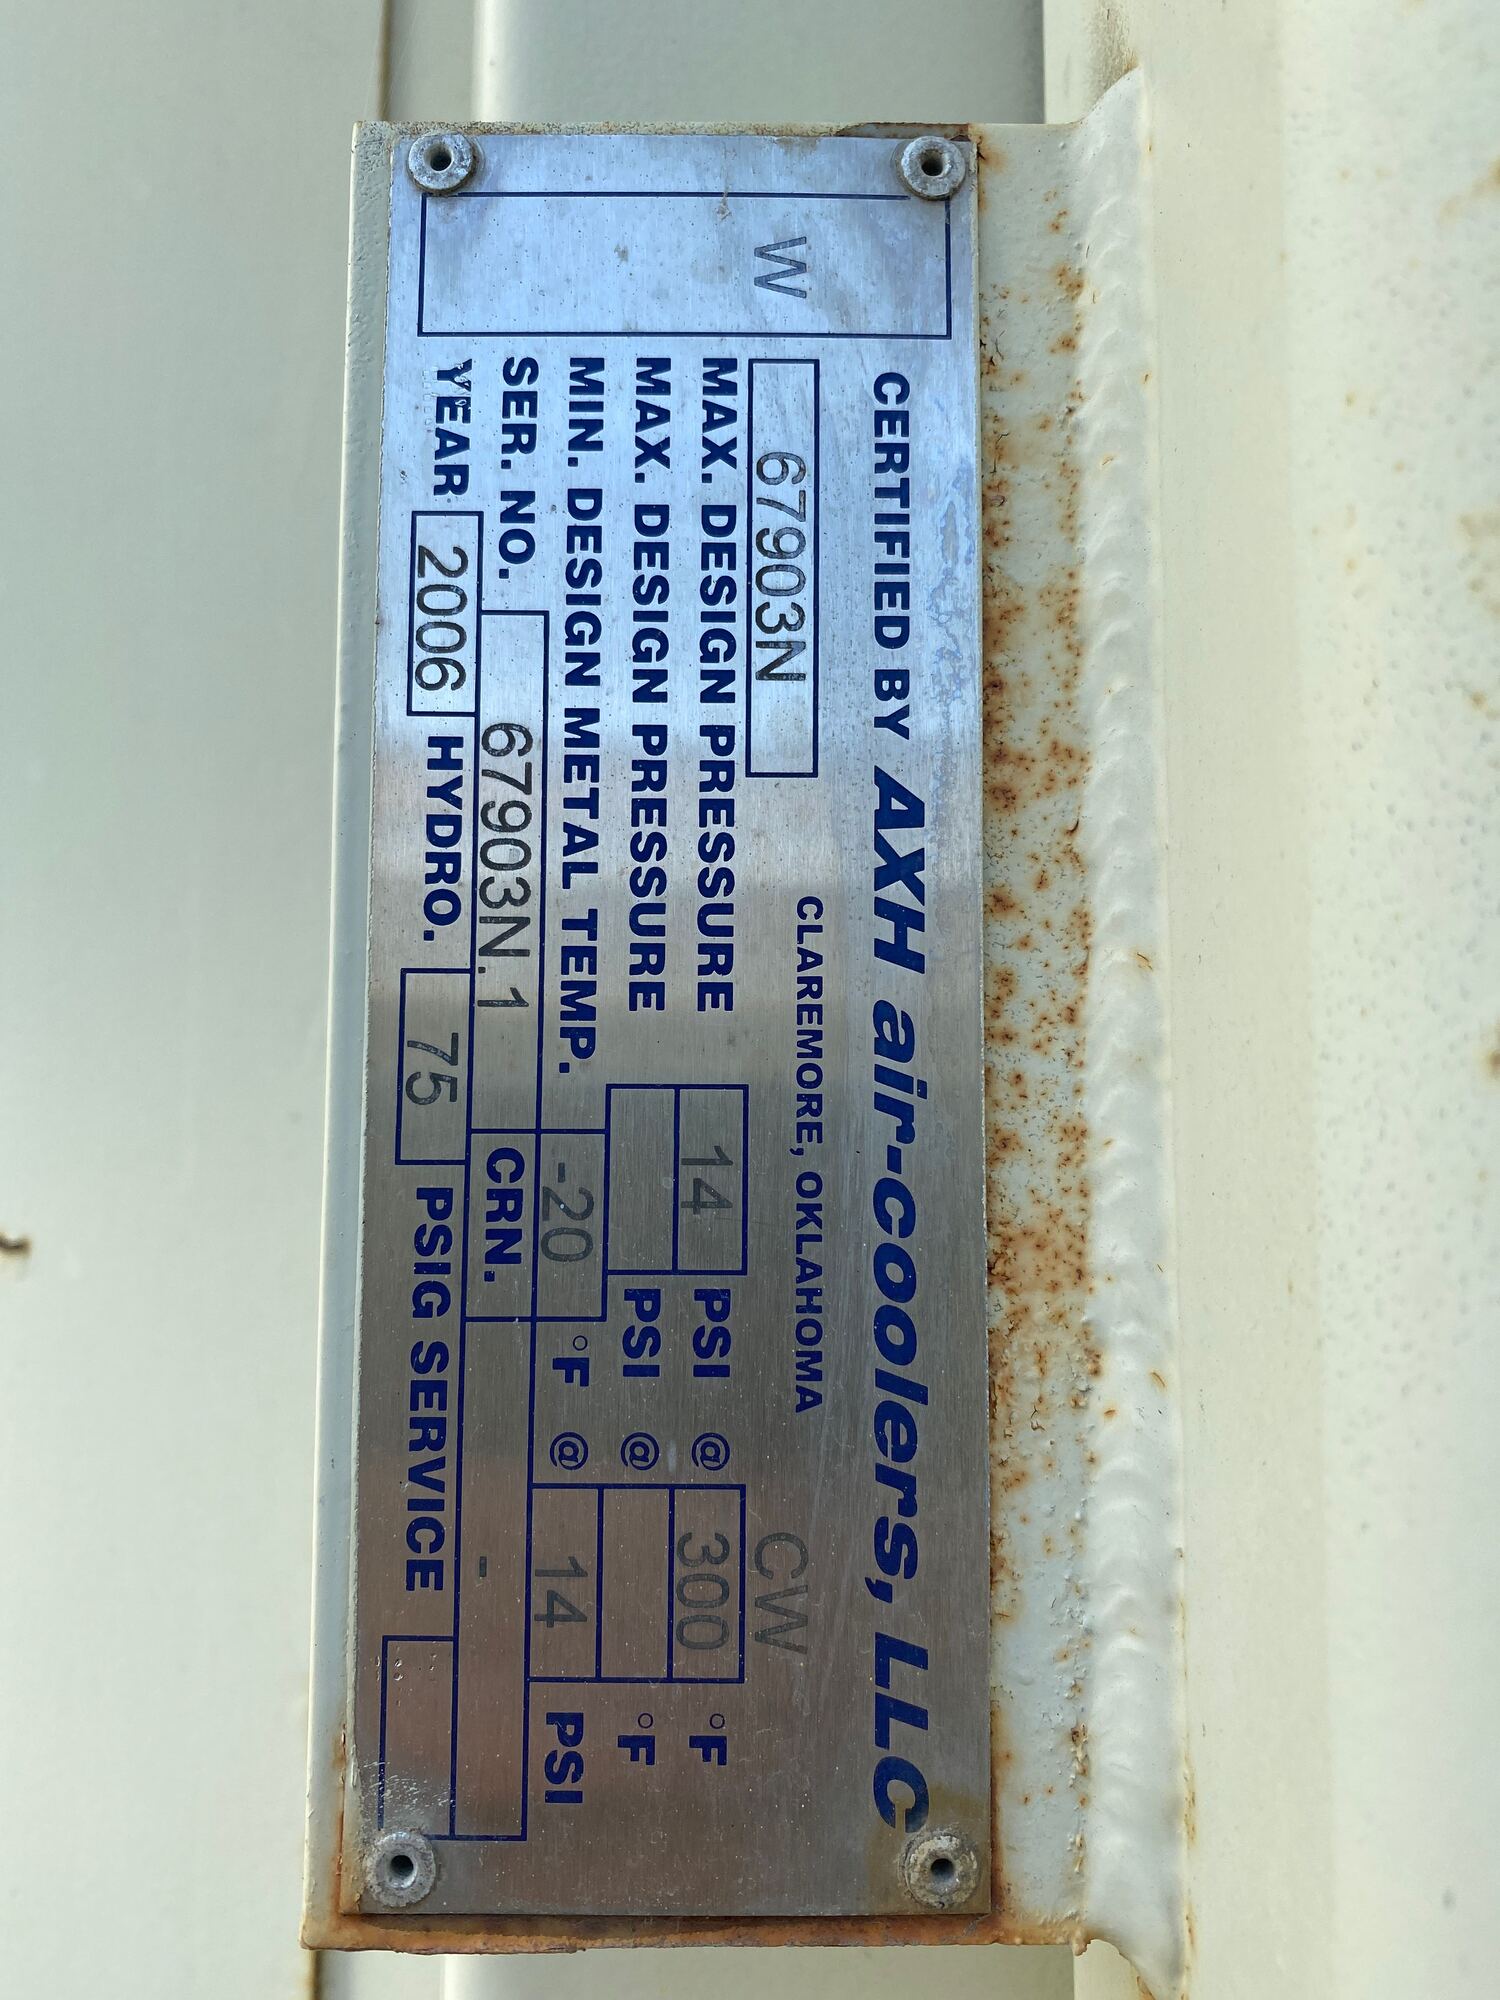 W
CERTIFIED BY AXH air-coolers, LLC
CLAREMORE, OKLAHOMA
67903N CW
MAX. DESIGN PRESSURE 14 PSI @ 300 °F
MAX. DESIGN PRESSURE PSI @ °F
MIN. DESIGN METAL TEMP. -20 °F @ 14 PSI
SER. NO. 67903N.1 CRN. -
YEAR 2006 HYDRO. 75 PSIG SERVICE